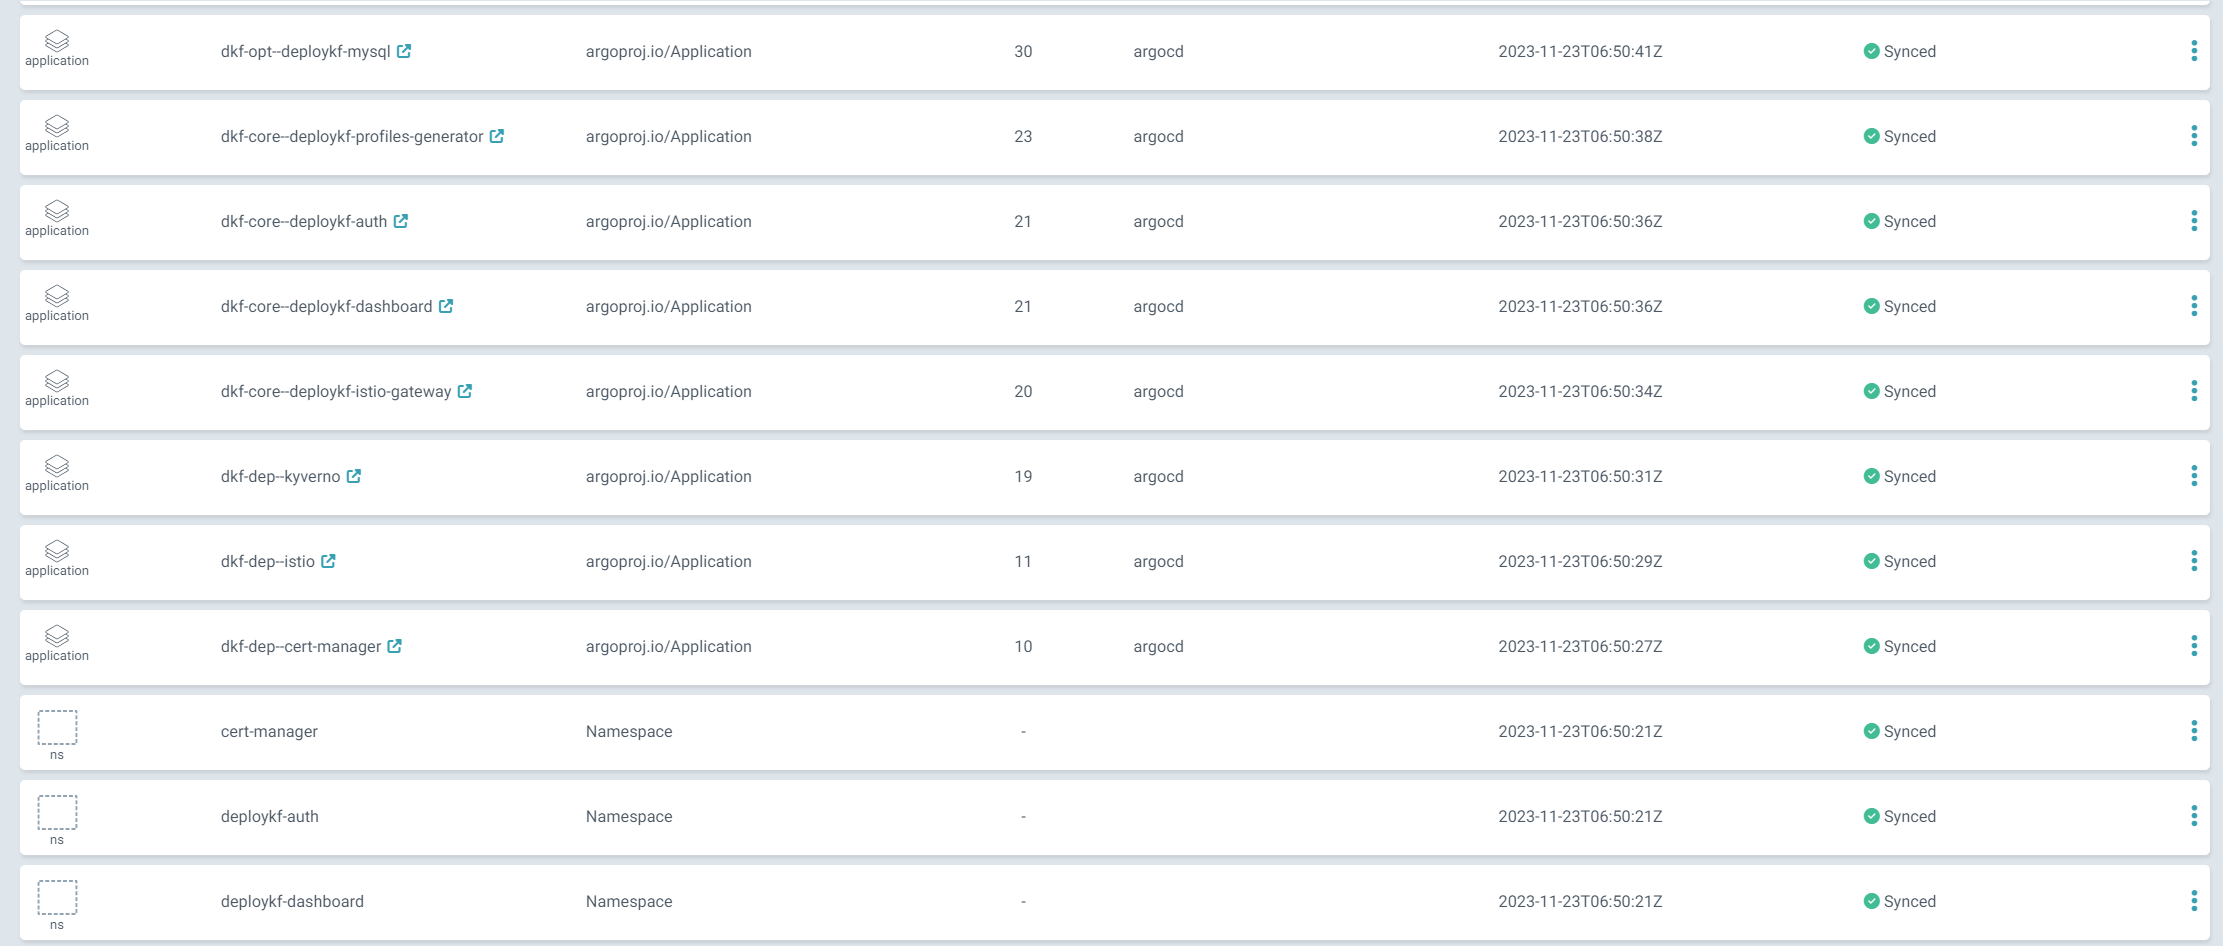 application dkf-opt--deploykf-mysql argoproj.io/Application 30 argocd 2023-11-23T06:50:41Z Synced
application dkf-core--deploykf-profiles-generator argoproj.io/Application 23 argocd 2023-11-23T06:50:38Z Synced
application dkf-core--deploykf-auth argoproj.io/Application 21 argocd 2023-11-23T06:50:36Z Synced
application dkf-core--deploykf-dashboard argoproj.io/Application 21 argocd 2023-11-23T06:50:36Z Synced
application dkf-core--deploykf-istio-gateway argoproj.io/Application 20 argocd 2023-11-23T06:50:34Z Synced
application dkf-dep--kyverno argoproj.io/Application 19 argocd 2023-11-23T06:50:31Z Synced
application dkf-dep--istio argoproj.io/Application 11 argocd 2023-11-23T06:50:29Z Synced
application dkf-dep--cert-manager argoproj.io/Application 10 argocd 2023-11-23T06:50:27Z Synced
ns cert-manager Namespace - 2023-11-23T06:50:21Z Synced
ns deploykf-auth Namespace - 2023-11-23T06:50:21Z Synced
ns deploykf-dashboard Namespace - 2023-11-23T06:50:21Z Synced